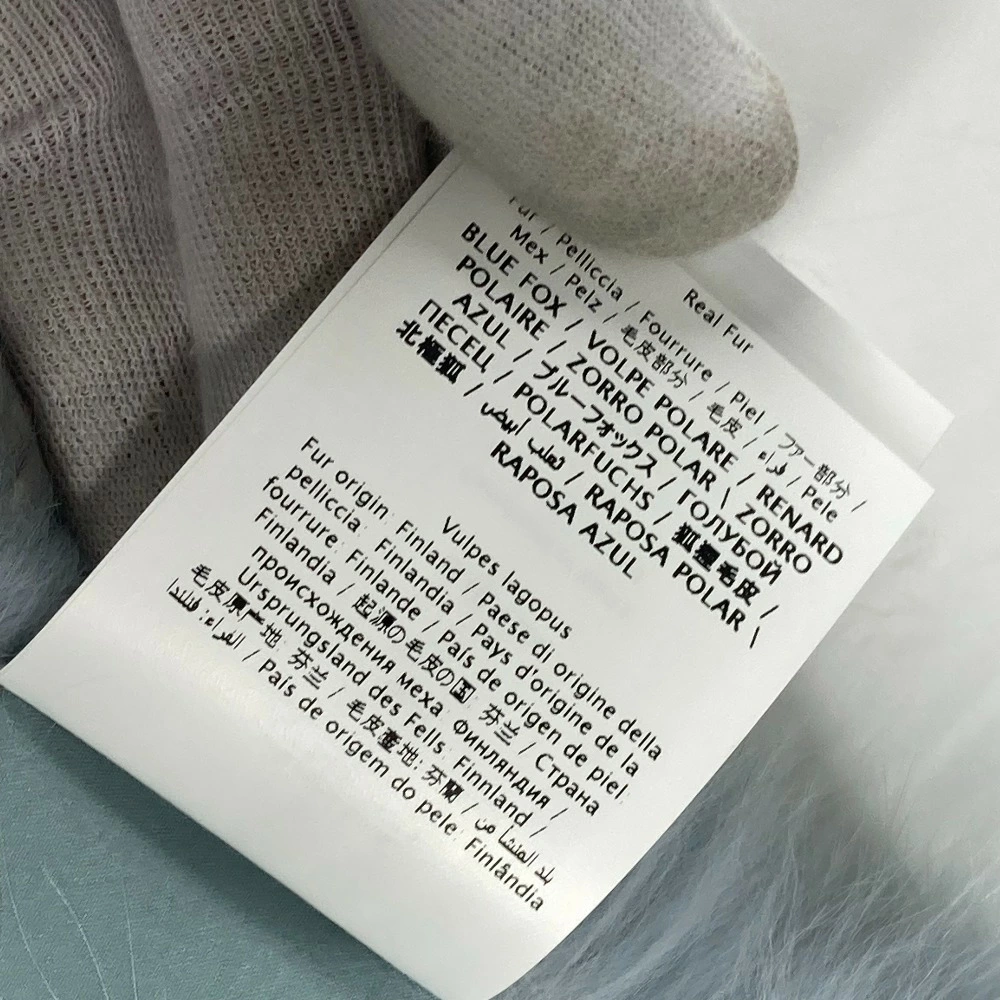 Real Fur
Fur / Pelliccia / Fourrure / Piel / ファー部分 /
Mex / Pelz / 毛皮部分 / 毛皮 / فراء / Pele
BLUE FOX / VOLPE POLARE / RENARD
POLAIRE / ZORRO POLAR \ ZORRO
AZUL / ブルーフォックス / ГОЛУБОЙ
ПЕСЕЦ / POLARFUCHS / 狐狸毛皮 /
北極狐 / ثعلب أبيض / RAPOSA POLAR \
RAPOSA AZUL
Vulpes lagopus
Fur origin: Finland / Paese di origine della
pelliccia: Finlandia / Pays d'origine de la
fourrure: Finlande / País de origen de piel:
Finlandia / 起源の毛皮の国: 芬兰 / Страна
происхождения меха: Финляндия /
Ursprungsland des Fells: Finnland /
毛皮原产地: 芬兰 / 毛皮產地: 芬蘭 / بلد المنشأ من
الفراء: فنلندا / País de origem do pele: Finlândia